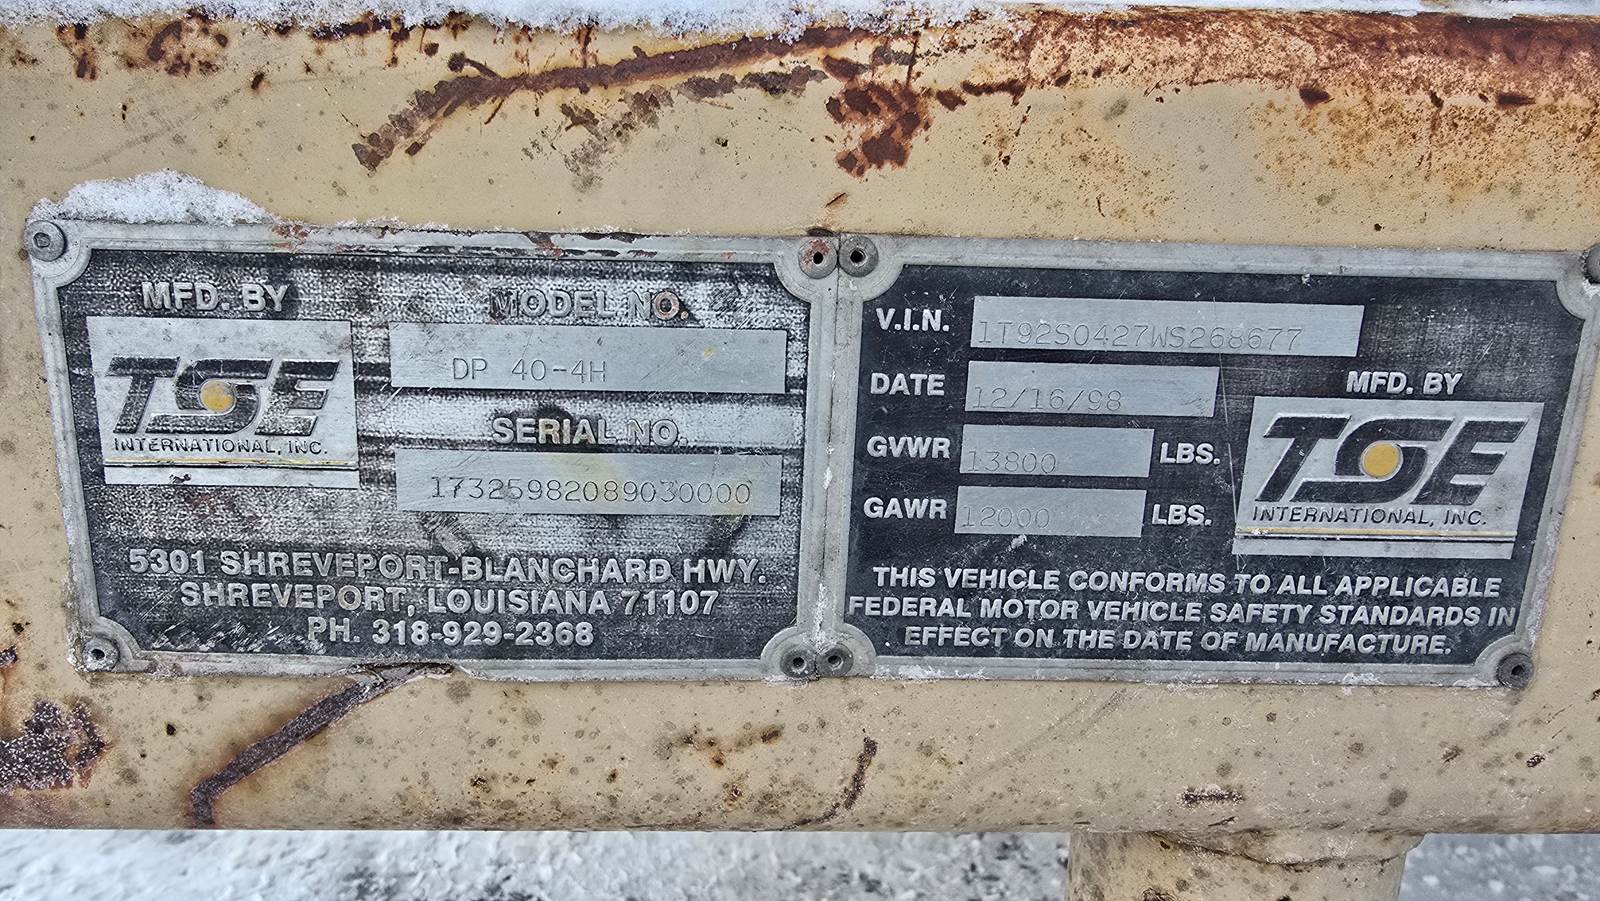 MFD. BY
TSE
INTERNATIONAL, INC.
MODEL NO.
DP 40-4H
SERIAL NO.
17325982089030000
5301 SHREVEPORT-BLANCHARD HWY.
SHREVEPORT, LOUISIANA 71107
PH. 318-929-2368
V.I.N. 1T92S0427WS268677
DATE 12/16/98
GVWR 13800 LBS.
GAWR 12000 LBS.
MFD. BY
TSE
INTERNATIONAL, INC.
THIS VEHICLE CONFORMS TO ALL APPLICABLE
FEDERAL MOTOR VEHICLE SAFETY STANDARDS IN
EFFECT ON THE DATE OF MANUFACTURE.